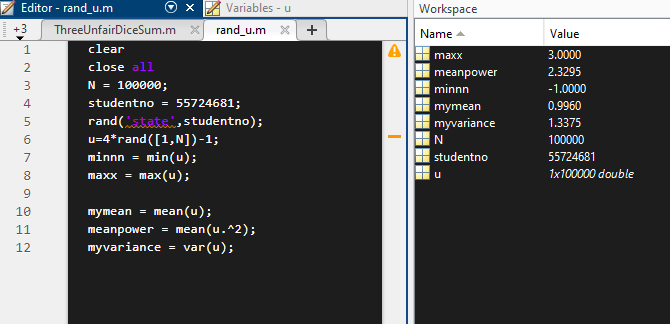 Editor - rand_u.m
Variables - u
+3 ThreeUnfairDiceSum.m rand_u.m +
1 clear
2 close all
3 N = 100000;
4 studentno = 55724681;
5 rand('state',studentno);
6 u=4*rand([1,N])-1;
7 minnn = min(u);
8 maxx = max(u);
9
10 mymean = mean(u);
11 meanpower = mean(u.^2);
12 myvariance = var(u);
Workspace
Name Value
maxx 3.0000
meanpower 2.3295
minnn -1.0000
mymean 0.9960
myvariance 1.3375
N 100000
studentno 55724681
u 1x100000 double